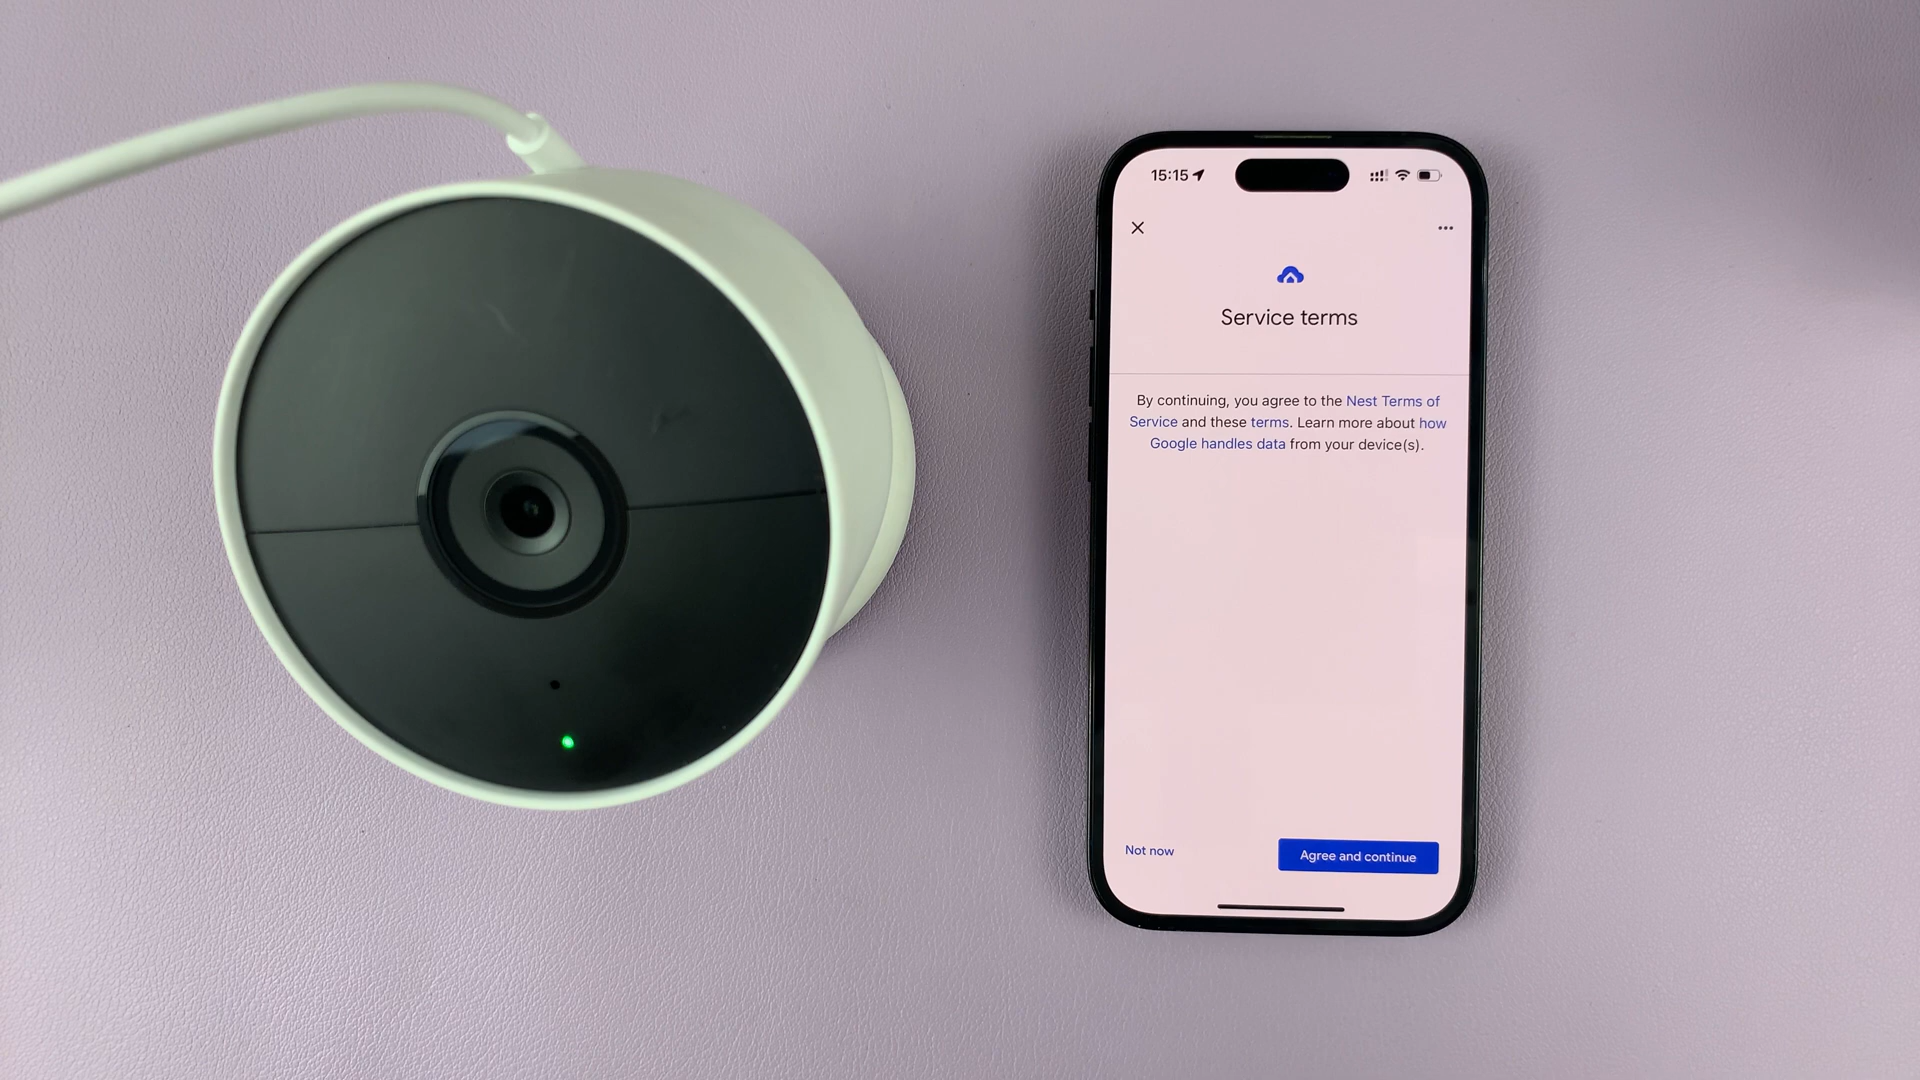 15:15
Service terms
By continuing, you agree to the Nest Terms of
Service and these terms. Learn more about how
Google handles data from your device(s).
Not now
Agree and continue